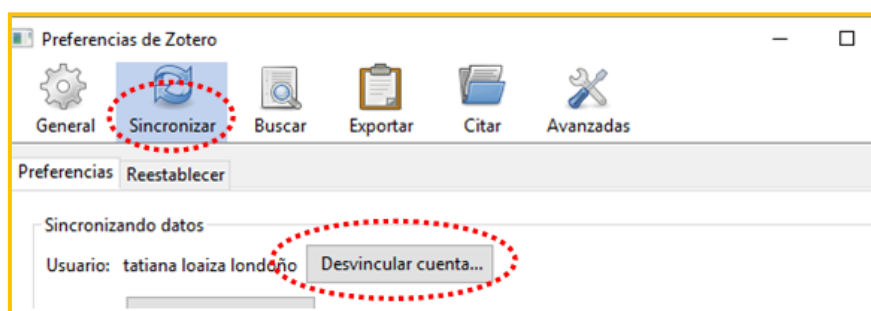 Preferencias de Zotero
General Sincronizar Buscar Exportar Citar Avanzadas
Preferencias Reestablecer
Sincronizando datos
Usuario: tatiana loaiza londoño Desvincular cuenta...